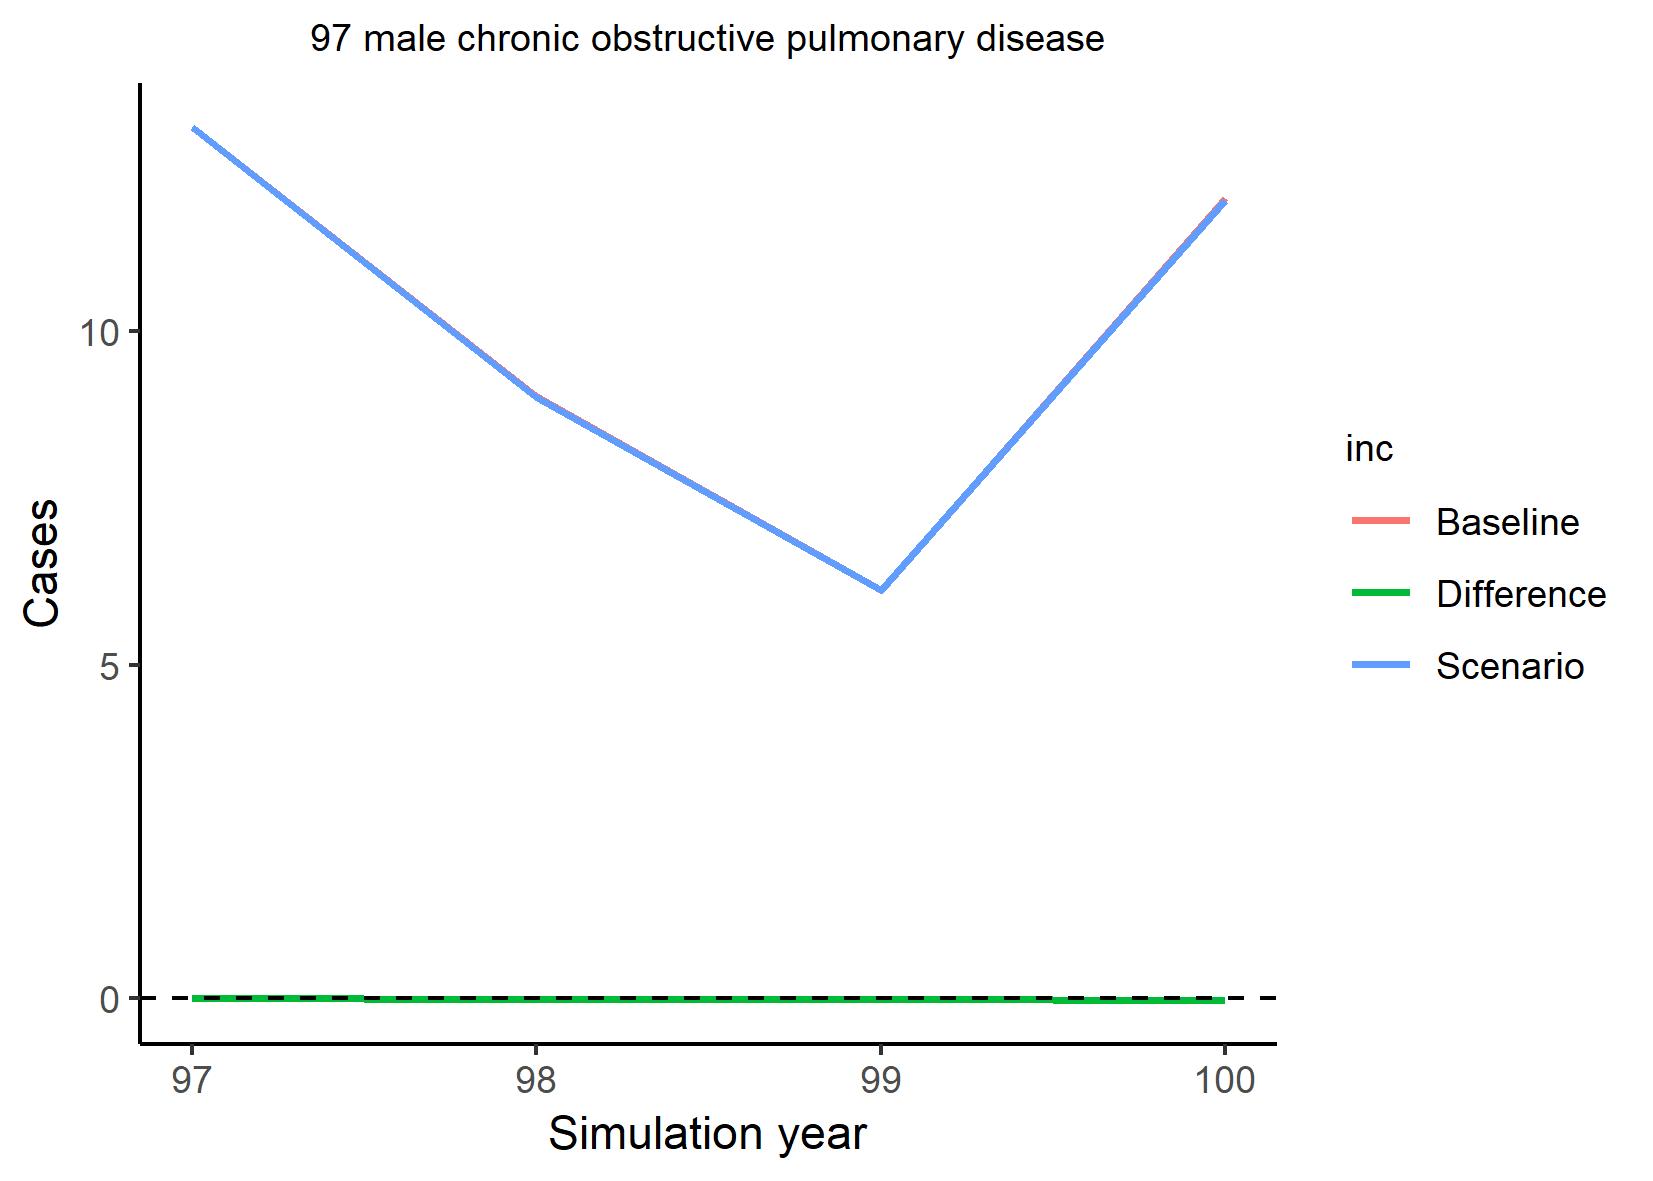 97 male chronic obstructive pulmonary disease
Cases
10
5
0
97 98 99 100
Simulation year
inc
Baseline
Difference
Scenario